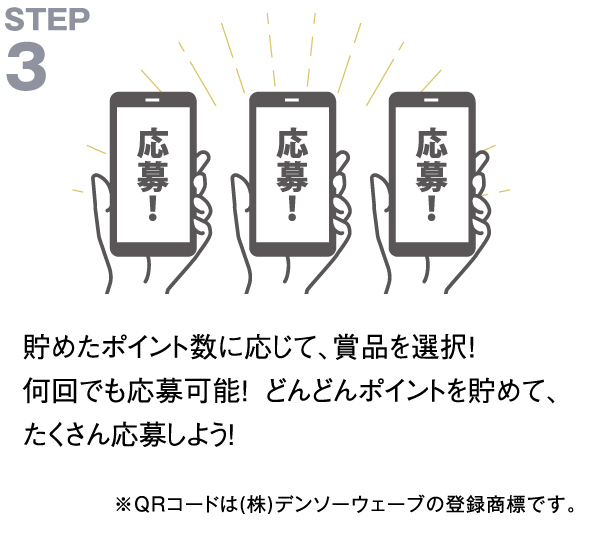 STEP
3
応募！
応募！
応募！
貯めたポイント数に応じて、賞品を選択！
何回でも応募可能！ どんどんポイントを貯めて、
たくさん応募しよう！
※QRコードは(株)デンソーウェーブの登録商標です。